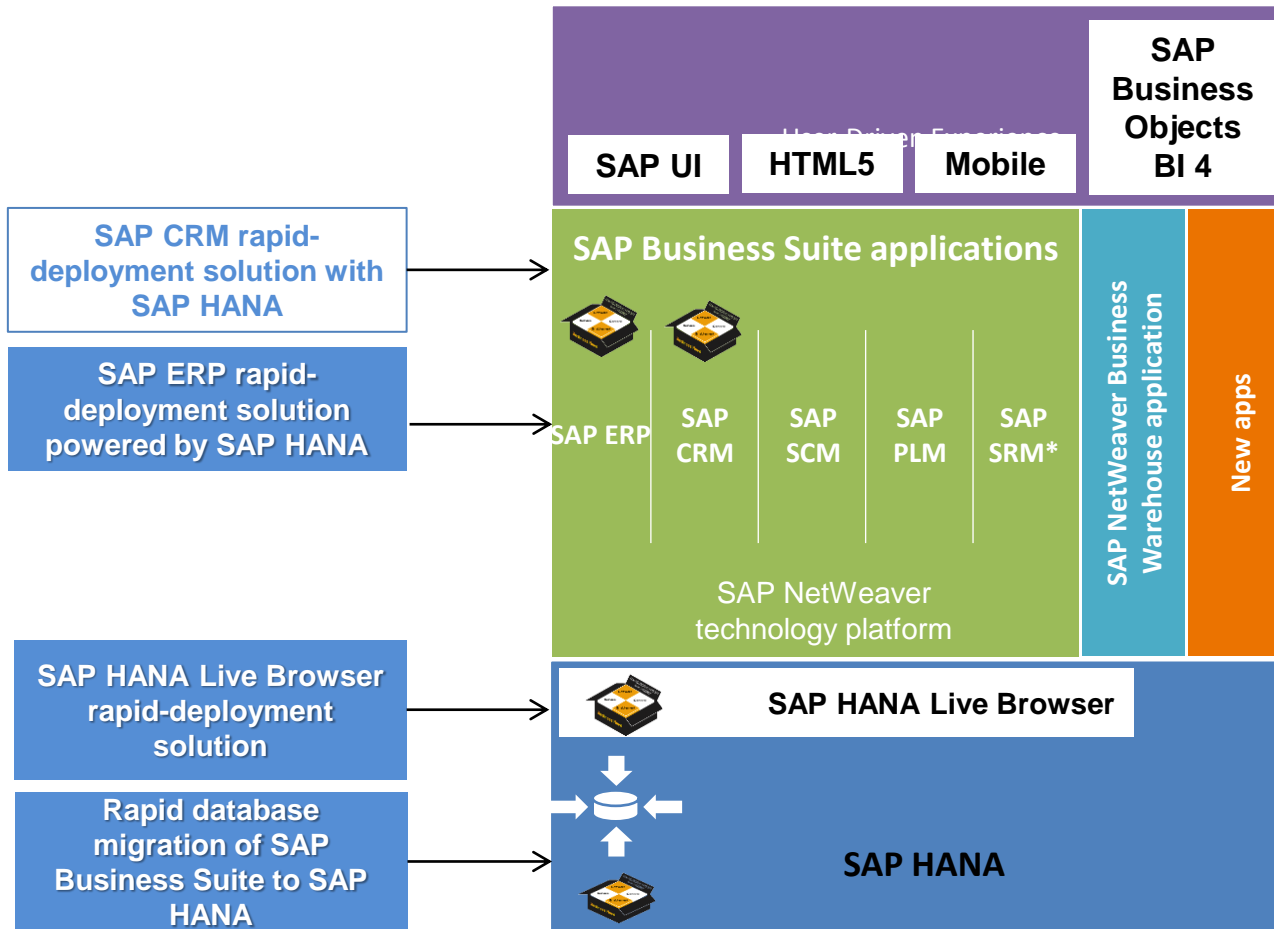 SAP
Business
Objects
BI 4
User-Driven Experience
SAP UI
HTML5
Mobile
SAP CRM rapid-
deployment solution with
SAP HANA
SAP ERP rapid-
deployment solution
powered by SAP HANA
SAP Business Suite applications
SAP ERP
SAP
CRM
SAP
SCM
SAP
PLM
SAP
SRM*
SAP NetWeaver
technology platform
SAP NetWeaver Business
Warehouse application
New apps
SAP HANA Live Browser
rapid-deployment
solution
SAP HANA Live Browser
Rapid database
migration of SAP
Business Suite to SAP
HANA
SAP HANA